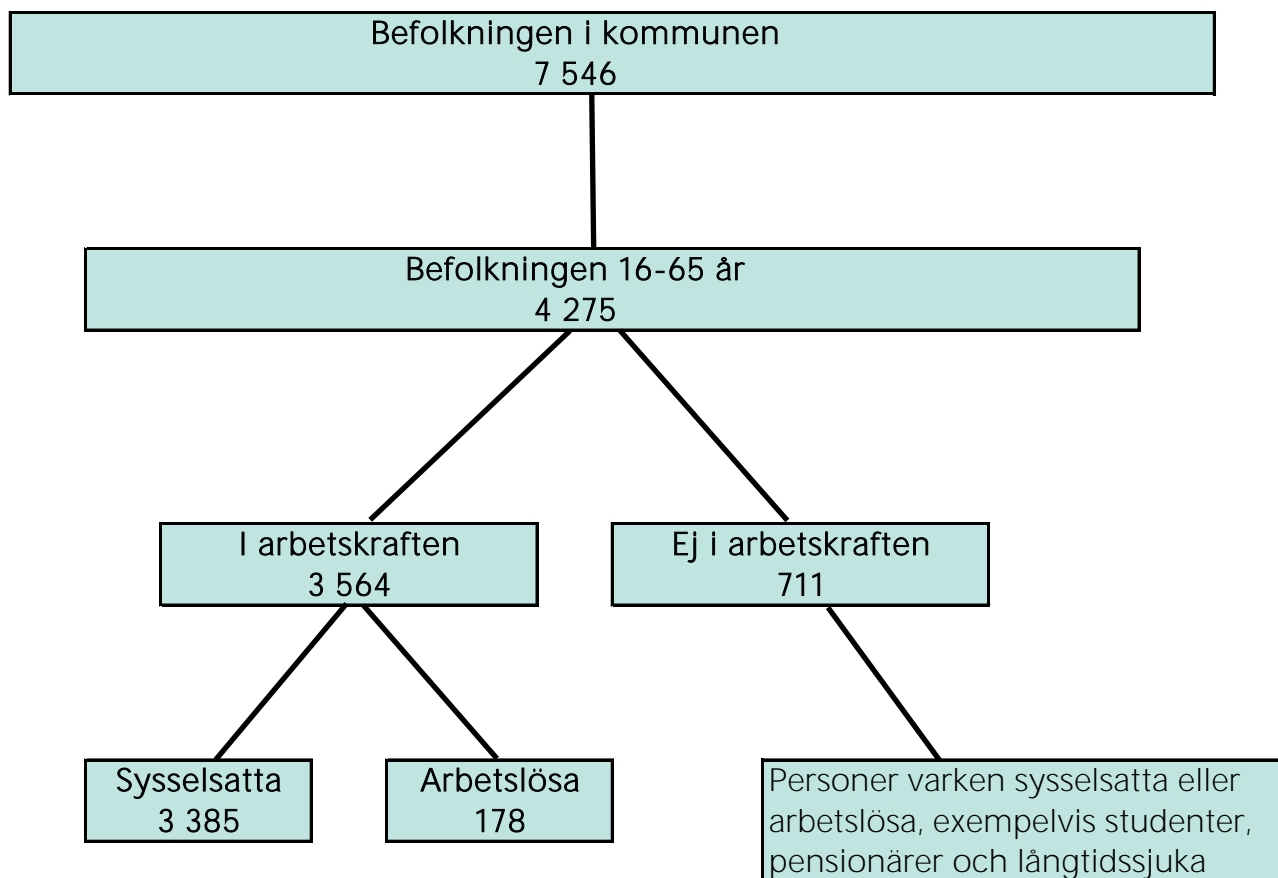 Befolkningen i kommunen
7 546
Befolkningen 16-65 år
4 275
I arbetskraften
3 564
Ej i arbetskraften
711
Sysselsatta
3 385
Arbetslösa
178
Personer varken sysselsatta eller
arbetslösa, exempelvis studenter,
pensionärer och långtidssjuka